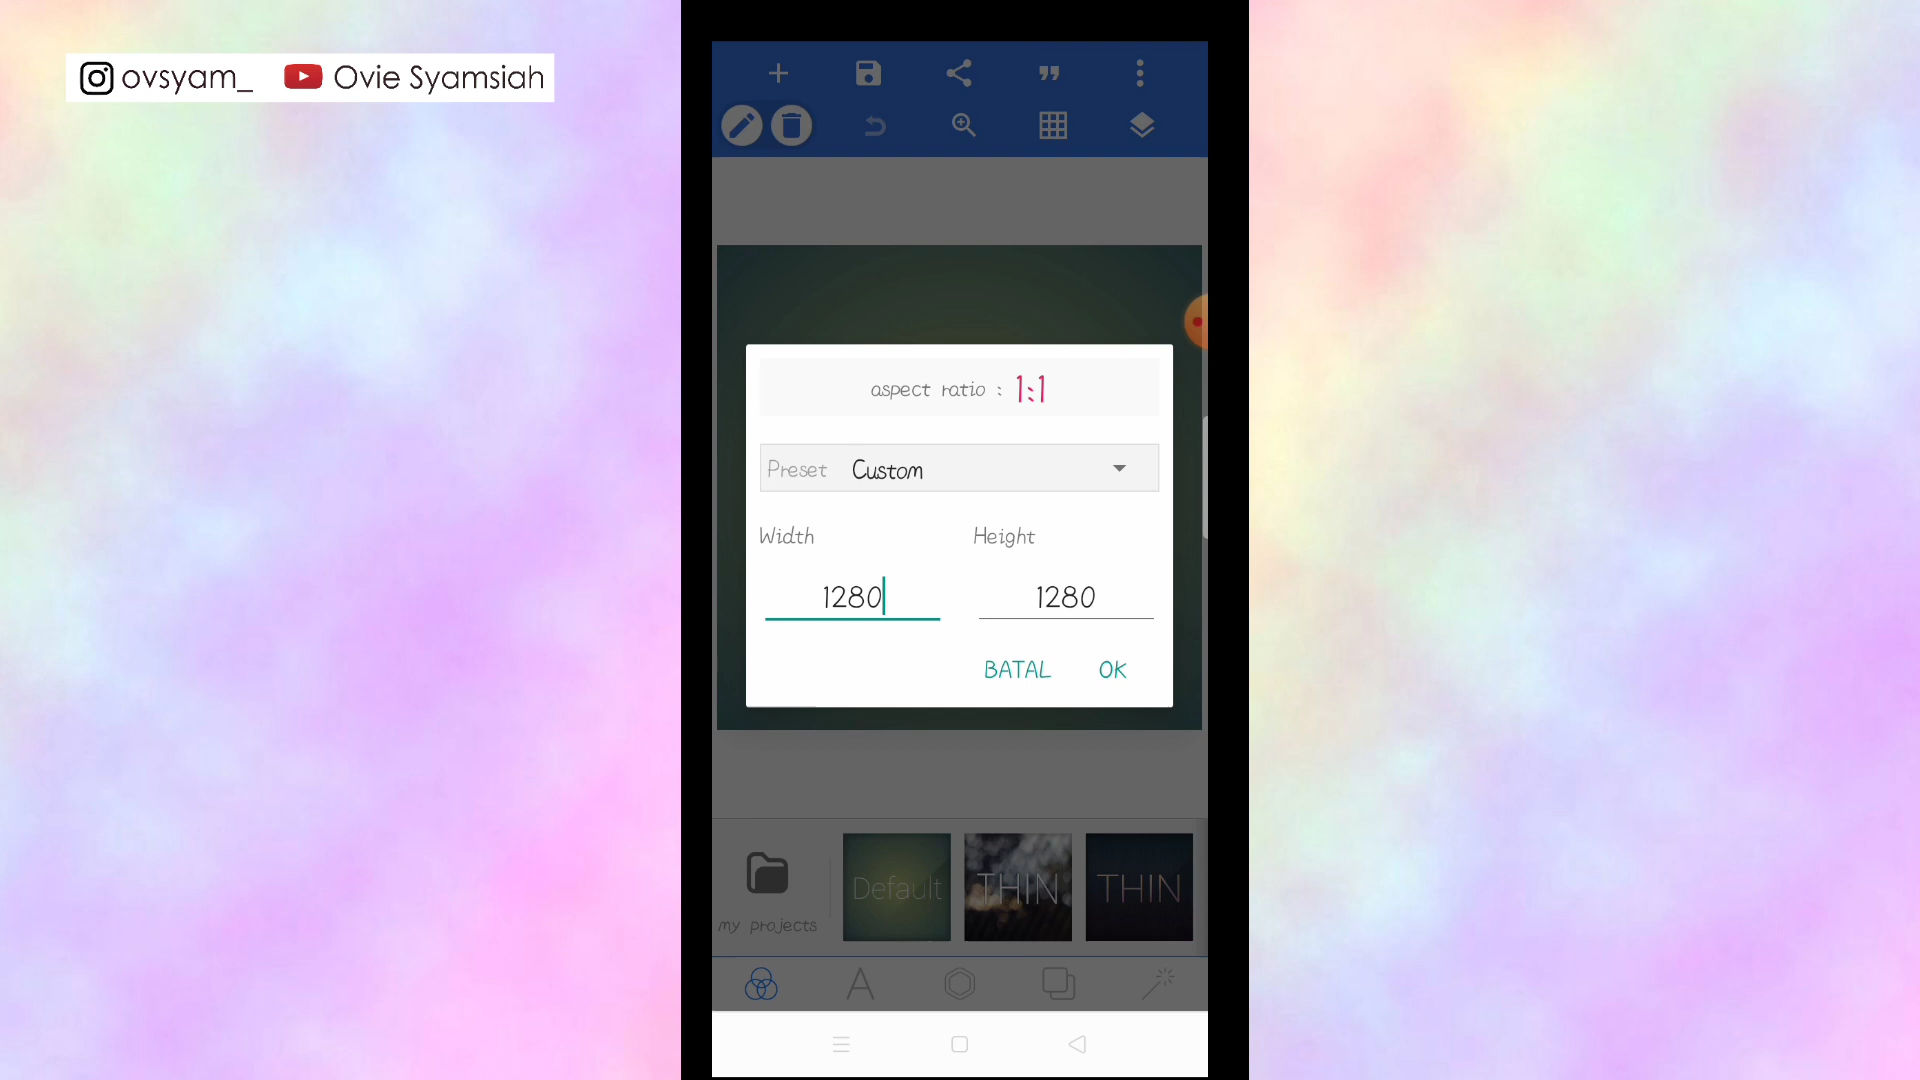 ovsyam_ Ovie Syamsiah
aspect ratio : 1:1
Preset Custom
Width Height
1280 1280
BATAL OK
Default THIN THIN
my projects